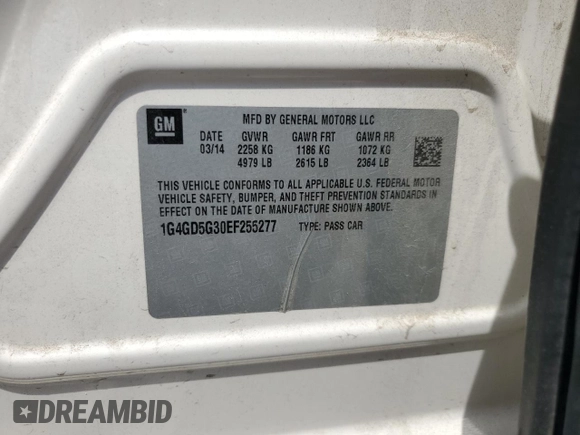 GM
MFD BY GENERAL MOTORS LLC
DATE GVWR GAWR FRT GAWR RR
03/14 2258 KG 1186 KG 1072 KG
4979 LB 2615 LB 2364 LB
THIS VEHICLE CONFORMS TO ALL APPLICABLE U.S. FEDERAL MOTOR
VEHICLE SAFETY, BUMPER, AND THEFT PREVENTION STANDARDS IN
EFFECT ON THE DATE OF MANUFACTURE SHOWN ABOVE.
1G4GD5G30EF255277 TYPE: PASS CAR
DREAMBID